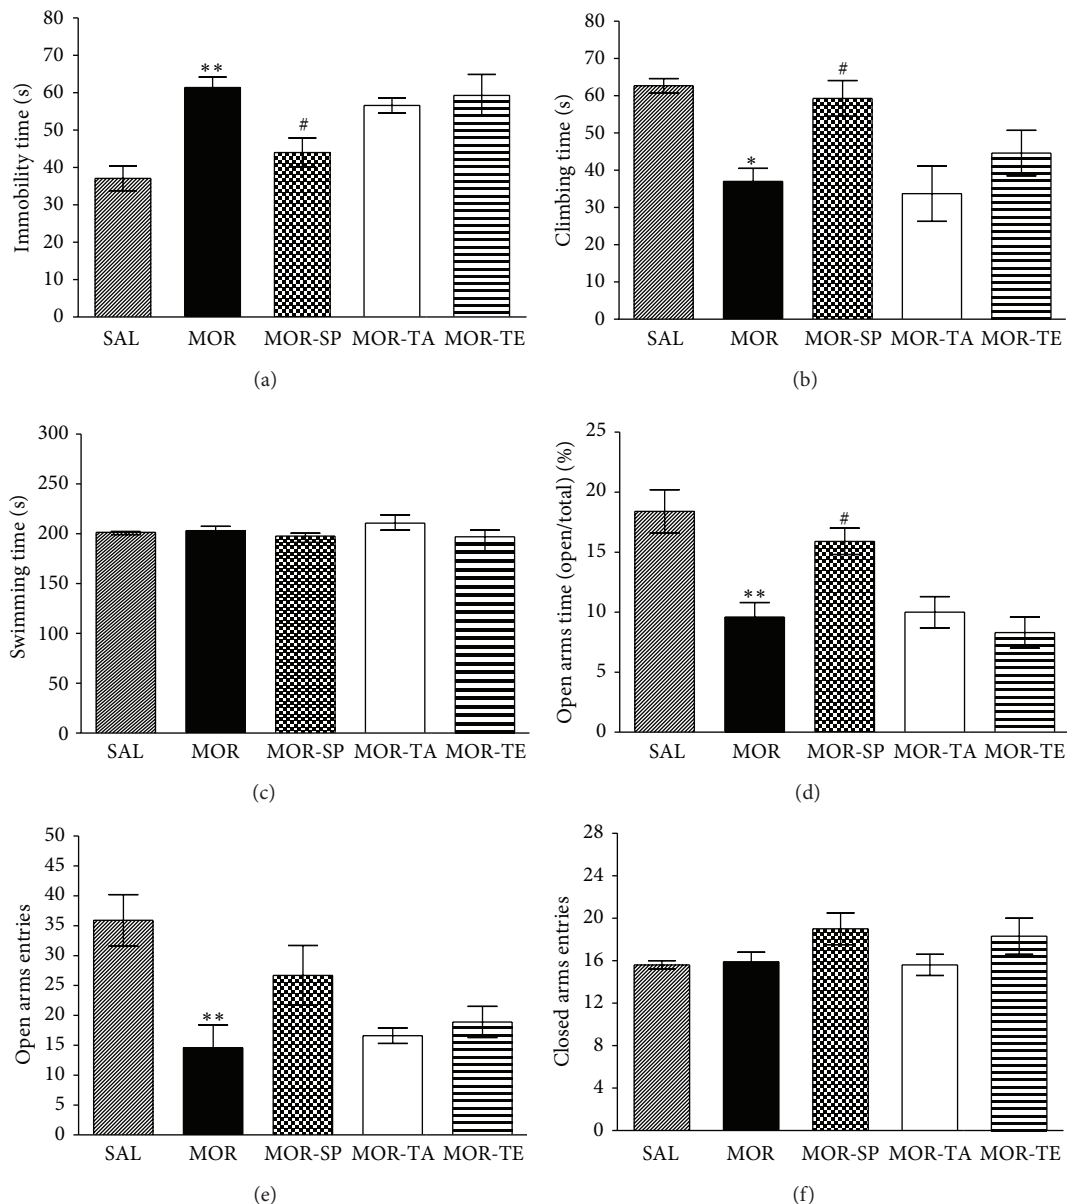 80
70
60
50
40
30
20
10
0
Immobility time (s)
**
#
SAL MOR MOR-SP MOR-TA MOR-TE
(a)
80
60
40
20
0
Climbing time (s)
*
#
SAL MOR MOR-SP MOR-TA MOR-TE
(b)
300
250
200
150
100
50
0
Swimming time (s)
SAL MOR MOR-SP MOR-TA MOR-TE
(c)
25
20
15
10
5
0
Open arms time (open/total) (%)
**
#
SAL MOR MOR-SP MOR-TA MOR-TE
(d)
50
45
40
35
30
25
20
15
10
5
0
Open arms entries
**
SAL MOR MOR-SP MOR-TA MOR-TE
(e)
28
24
20
16
12
8
4
0
Closed arms entries
SAL MOR MOR-SP MOR-TA MOR-TE
(f)